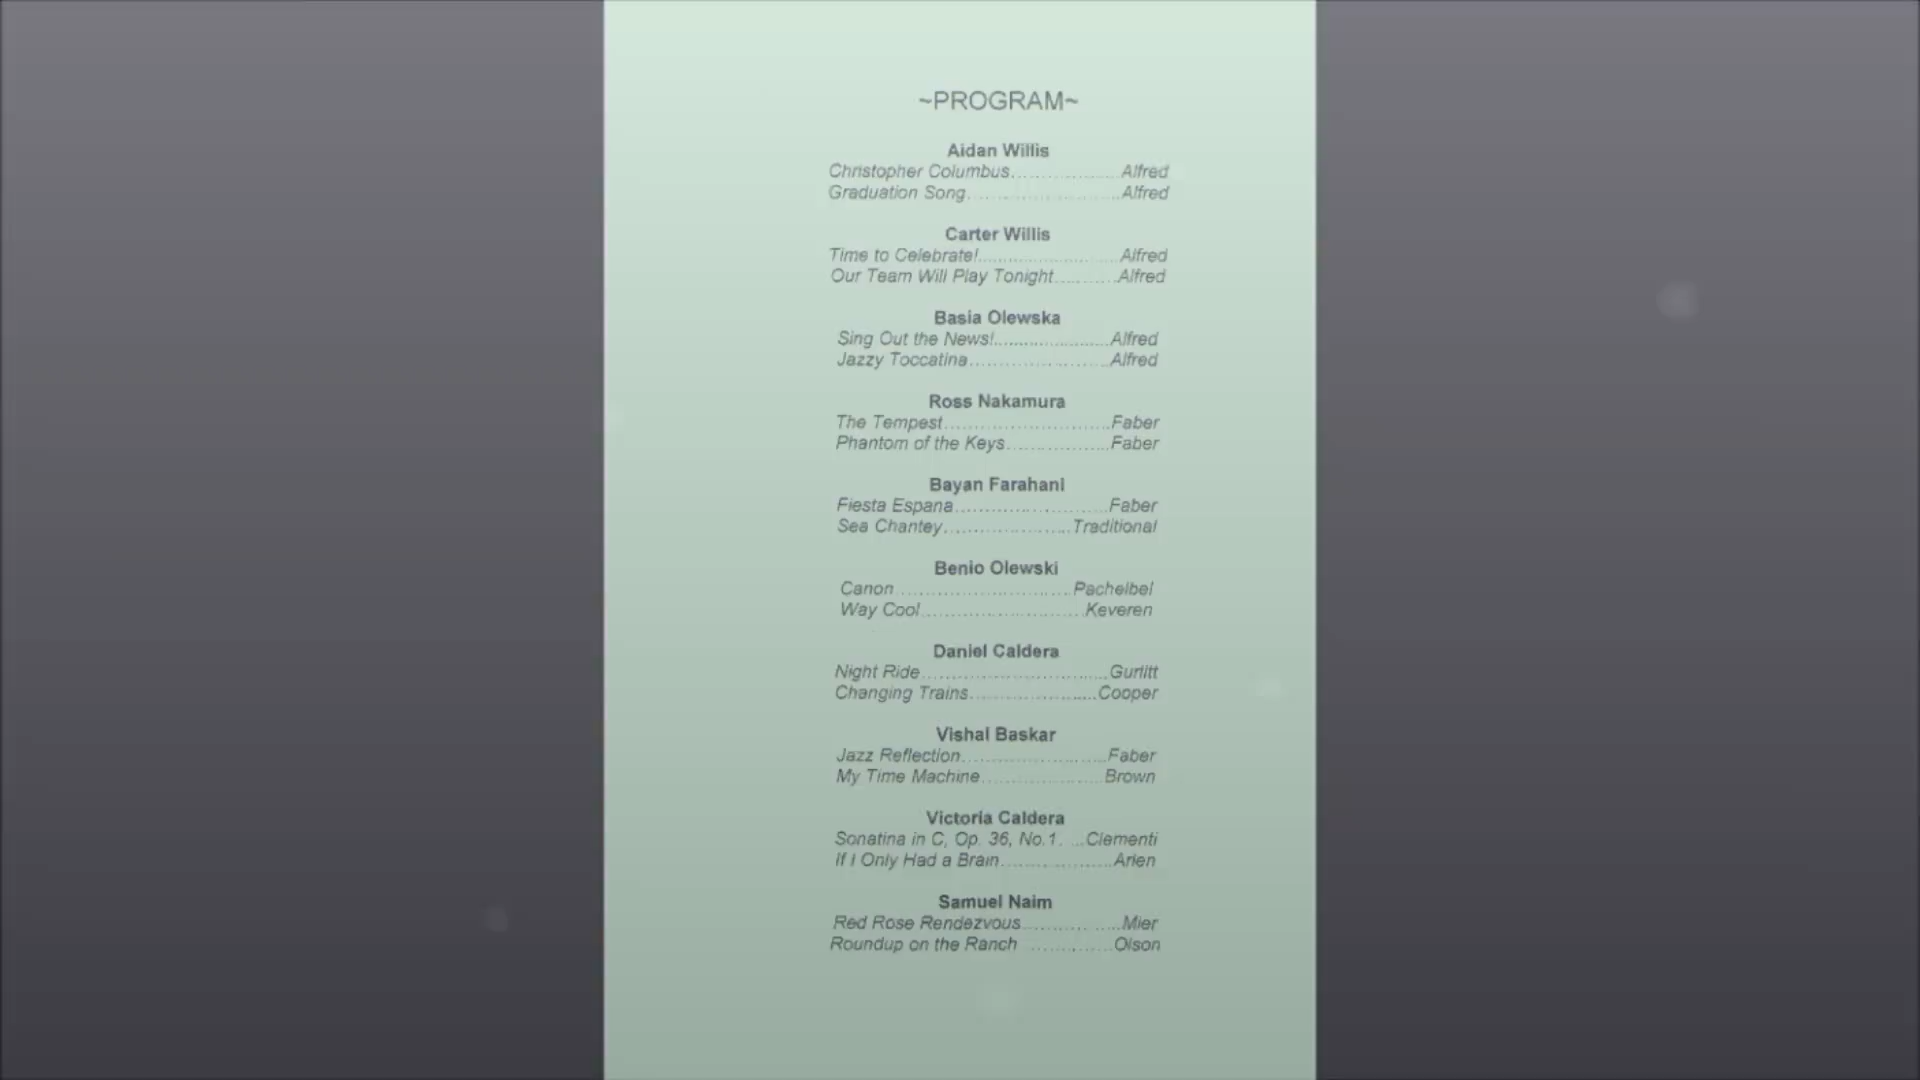 ~PROGRAM~
Aidan Willis
Christopher Columbus..................Alfred
Graduation Song..........................Alfred
Carter Willis
Time to Celebrate!........................Alfred
Our Team Will Play Tonight...........Alfred
Basia Olewska
Sing Out the News!......................Alfred
Jazzy Toccatina..........................Alfred
Ross Nakamura
The Tempest..............................Faber
Phantom of the Keys...................Faber
Bayan Farahani
Fiesta Espana............................Faber
Sea Chantey.......................Traditional
Benio Olewski
Canon................................Pachelbel
Way Cool..............................Keveren
Daniel Caldera
Night Ride..................................Gurlitt
Changing Trains.......................Cooper
Vishal Baskar
Jazz Reflection..........................Faber
My Time Machine......................Brown
Victoria Caldera
Sonatina in C, Op. 36, No.1. ...Clementi
If I Only Had a Brain....................Arlen
Samuel Naim
Red Rose Rendezvous.................Mier
Roundup on the Ranch ...............Olson